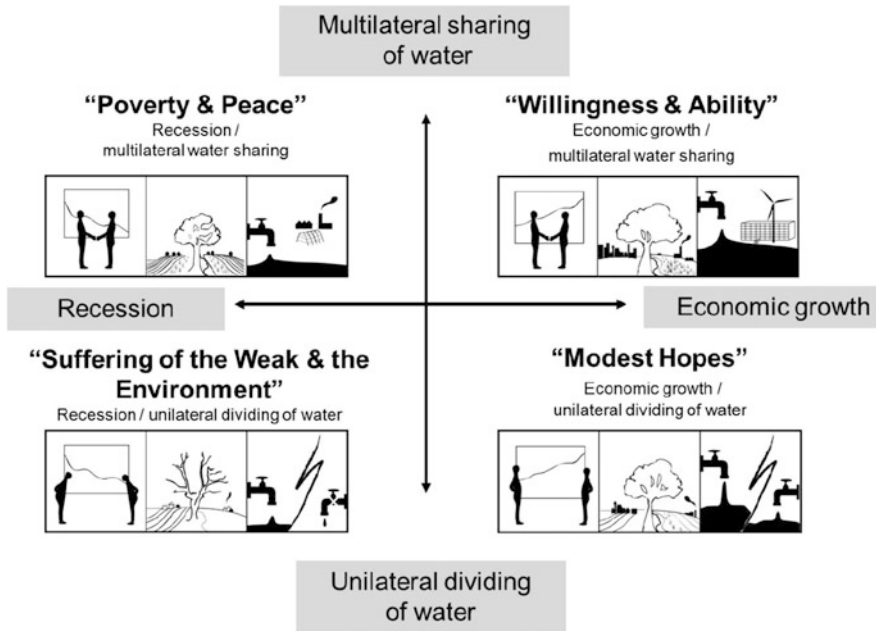 Multilateral sharing
of water
“Poverty & Peace”
Recession /
multilateral water sharing
“Willingness & Ability”
Economic growth /
multilateral water sharing
Recession
Economic growth
“Suffering of the Weak & the
Environment”
Recession / unilateral dividing of water
“Modest Hopes”
Economic growth /
unilateral dividing of water
Unilateral dividing
of water